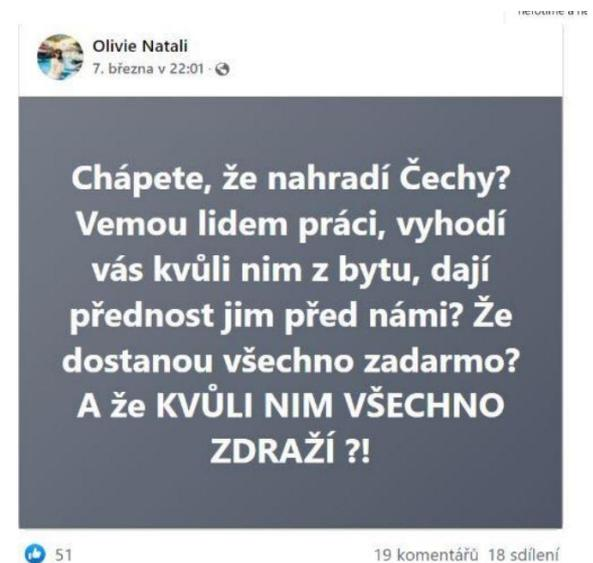 Olivie Natali
7. března v 22:01 ·
Chápete, že nahradí Čechy?
Vemou lidem práci, vyhodí
vás kvůli nim z bytu, dají
přednost jim před námi? Že
dostanou všechno zadarmo?
A že KVŮLI NIM VŠECHNO
ZDRAŽÍ ?!
51
19 komentářů 18 sdílení